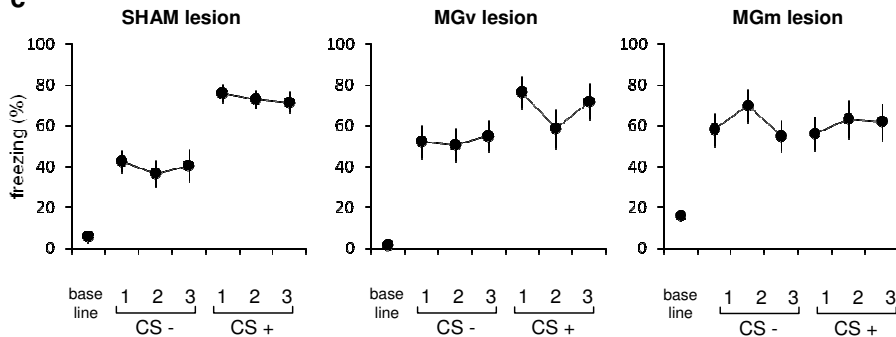 c
SHAM lesion MGv lesion MGm lesion
freezing (%)
100 100 100
80 80 80
60 60 60
40 40 40
20 20 20
0 0 0
base line 1 2 3 1 2 3 base line 1 2 3 1 2 3 base line 1 2 3 1 2 3
CS - CS + CS - CS + CS - CS +